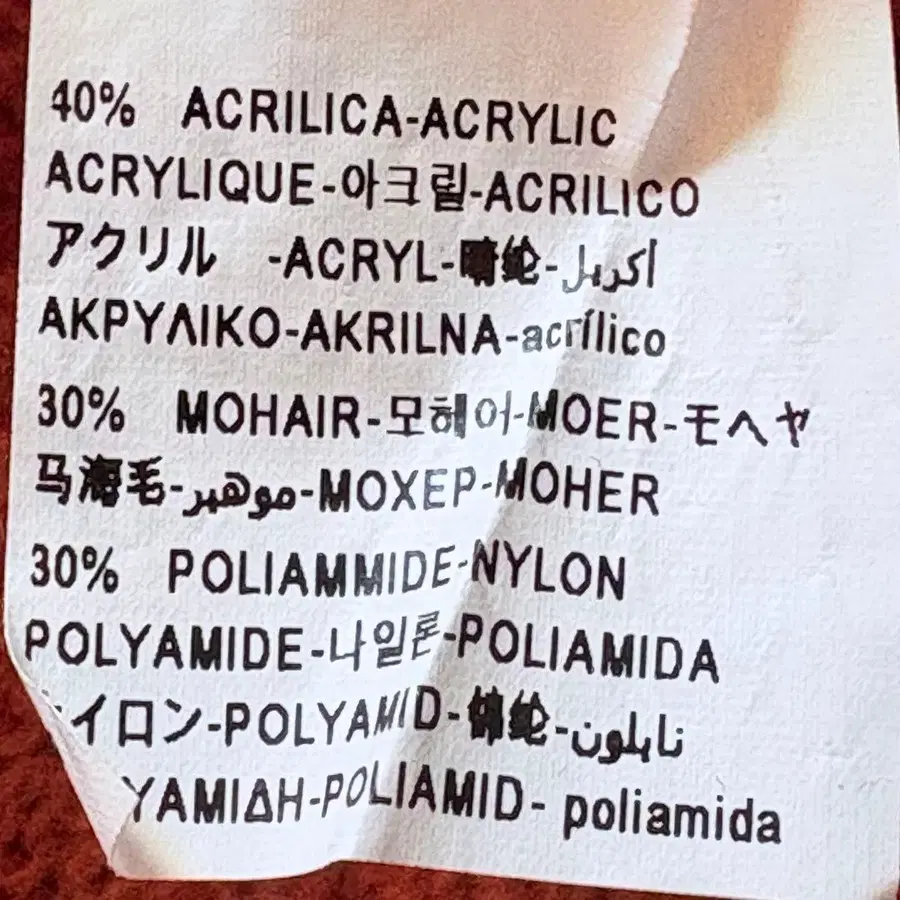 40% ACRILICA-ACRYLIC
ACRYLIQUE-아크릴-ACRILICO
アクリル -ACRYL-腈纶-أكريل
ΑΚΡΥΛΙΚΟ-AKRILNA-acrílico
30% MOHAIR-모헤어-MOER-モヘヤ
马海毛-موهير-MOXEP-MOHER
30% POLIAMMIDE-NYLON
POLYAMIDE-나일론-POLIAMIDA
イロン-POLYAMID-锦纶-نايلون
ΥΑΜΙΔΗ-POLIAMID- poliamida